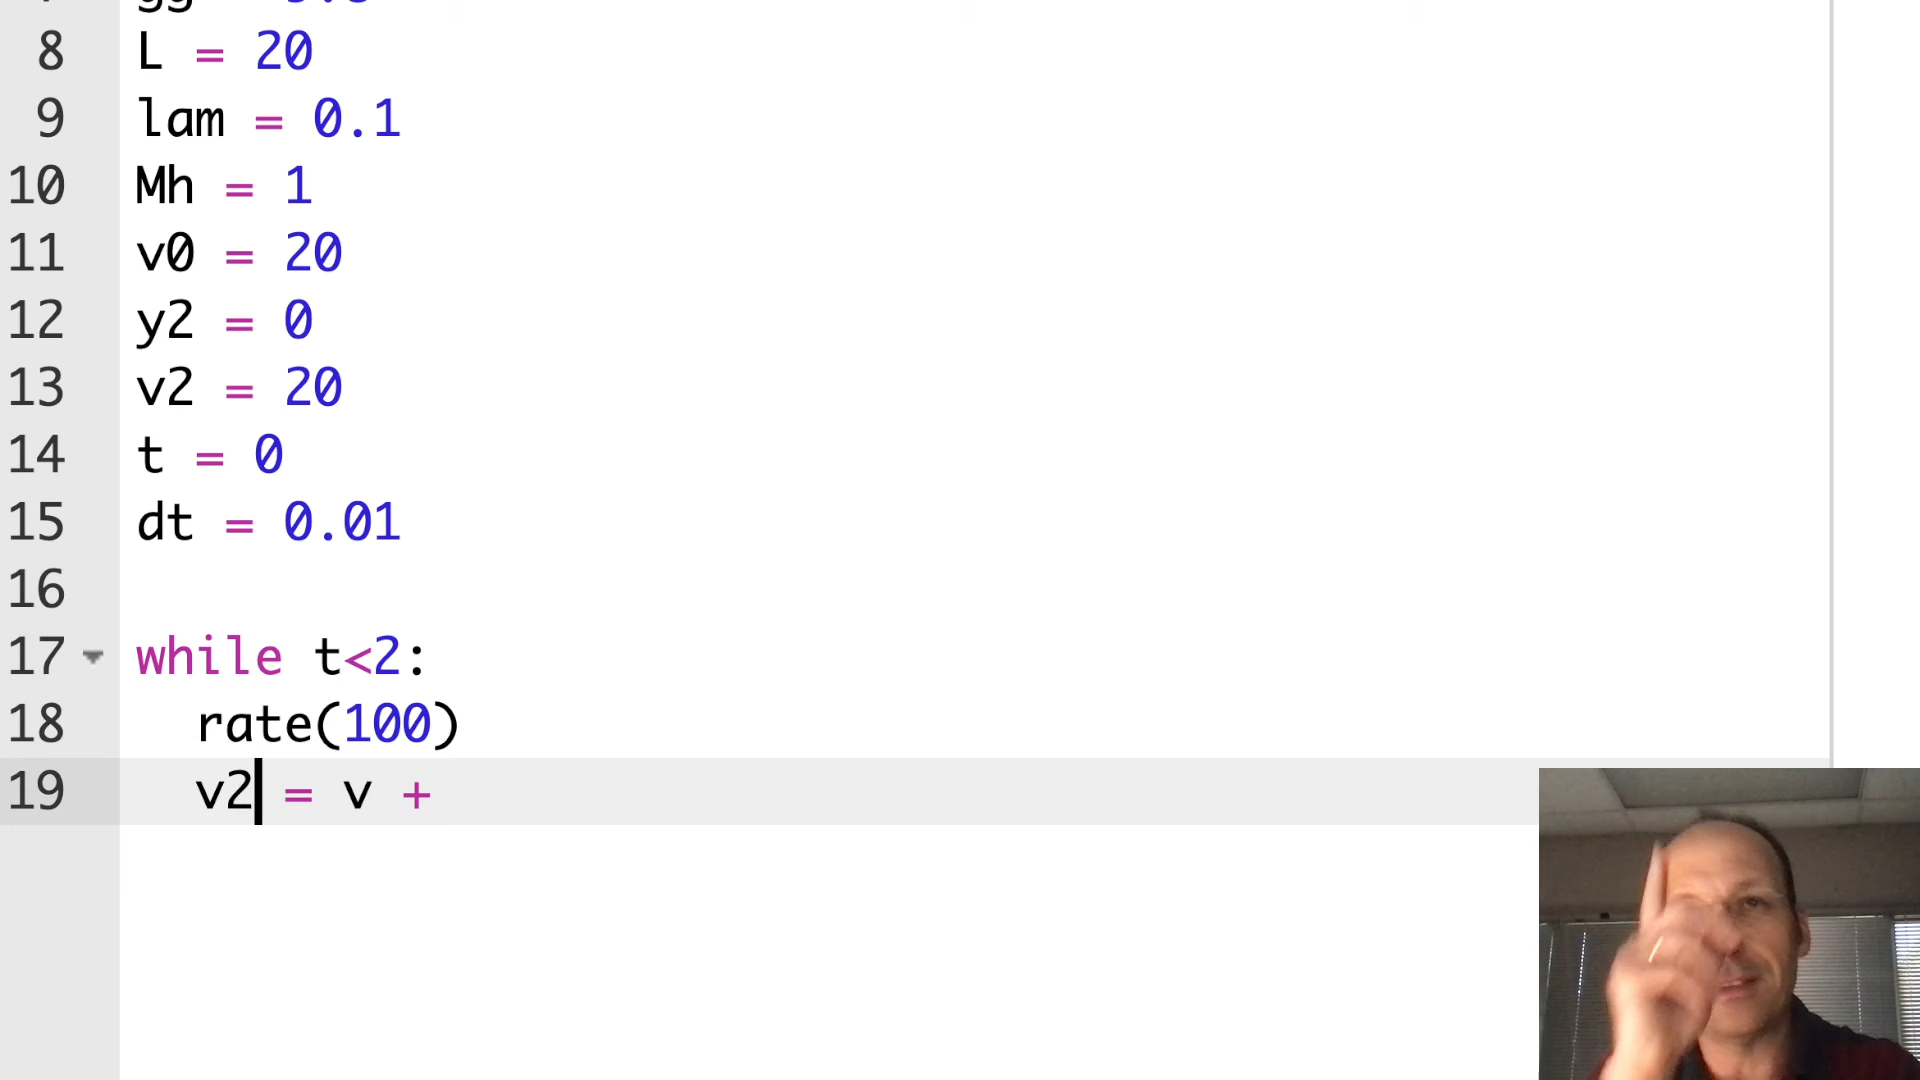 8 L = 20
9 lam = 0.1
10 Mh = 1
11 v0 = 20
12 y2 = 0
13 v2 = 20
14 t = 0
15 dt = 0.01
16
17 while t<2:
18 rate(100)
19 v2 = v +